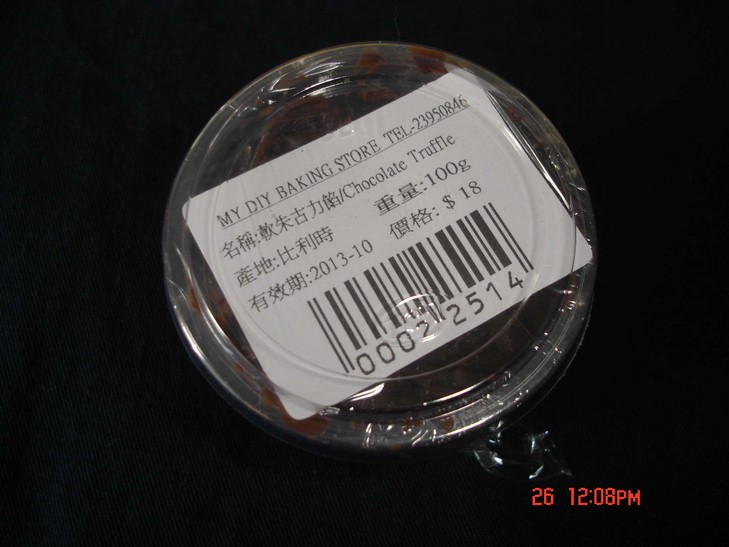 MY DIY BAKING STORE TEL-23950846
名稱:軟朱古力餡/Chocolate Truffle
產地:比利時 重量:100g
有效期:2013-10 價格: $ 18
00022514
26 12:08PM